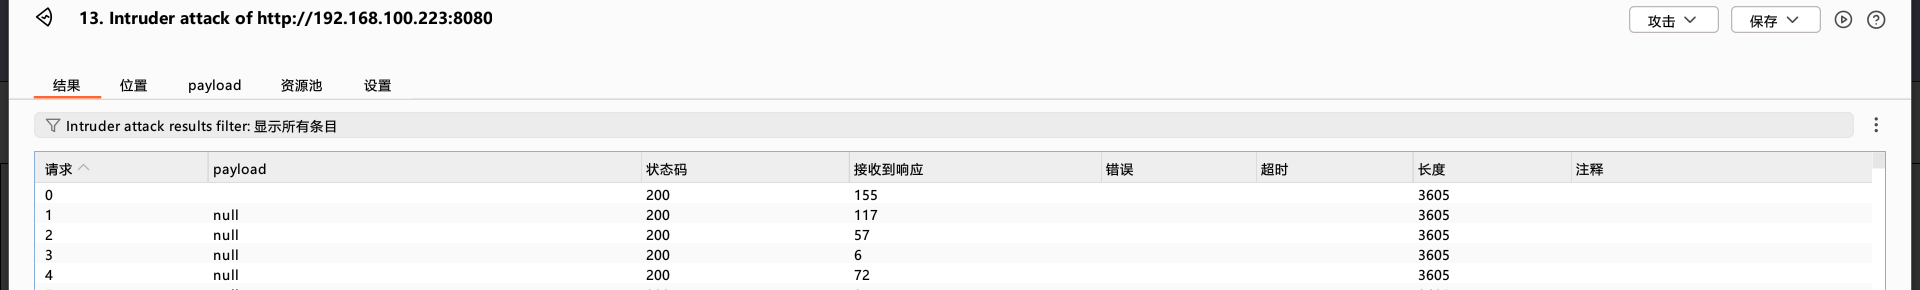 13. Intruder attack of http://192.168.100.223:8080
攻击
保存
结果 位置 payload 资源池 设置
Intruder attack results filter: 显示所有条目
请求 payload 状态码 接收到响应 错误 超时 长度 注释
0 200 155 3605
1 null 200 117 3605
2 null 200 57 3605
3 null 200 6 3605
4 null 200 72 3605